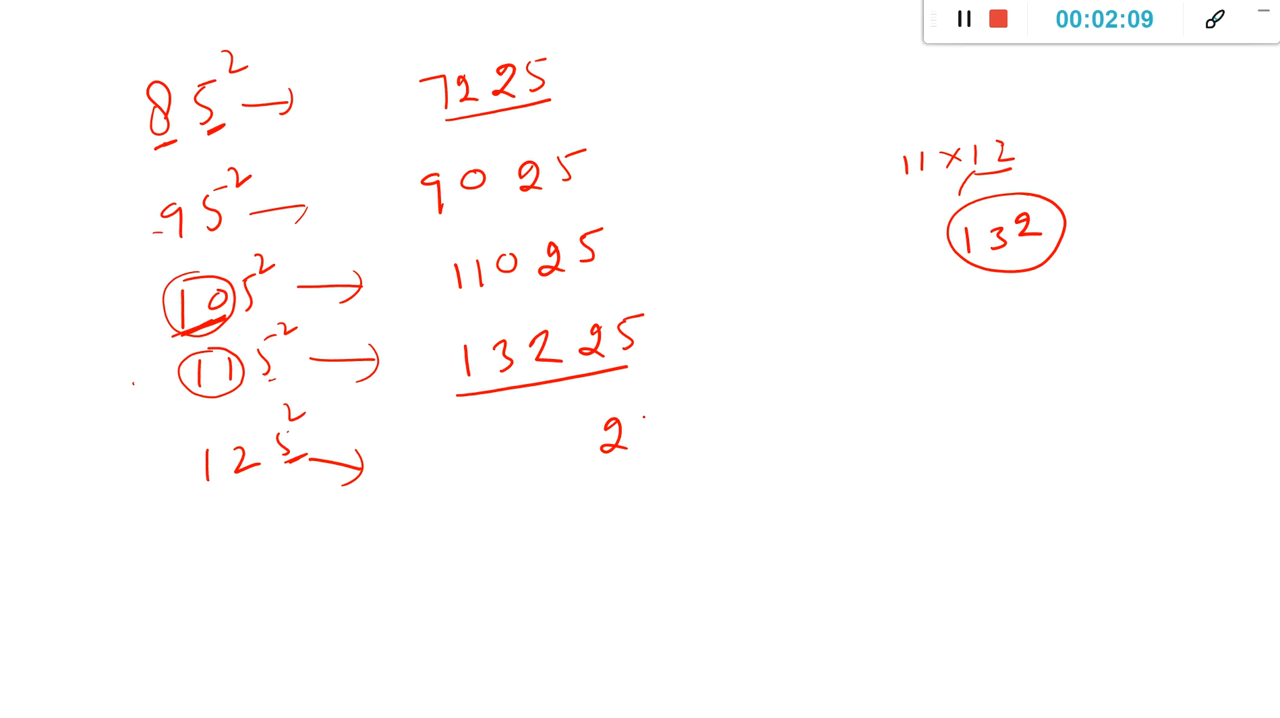 00:02:09
85² → 7225
95² — 9025
105² → 11025
115² → 13225
125² → 2
11×12
132